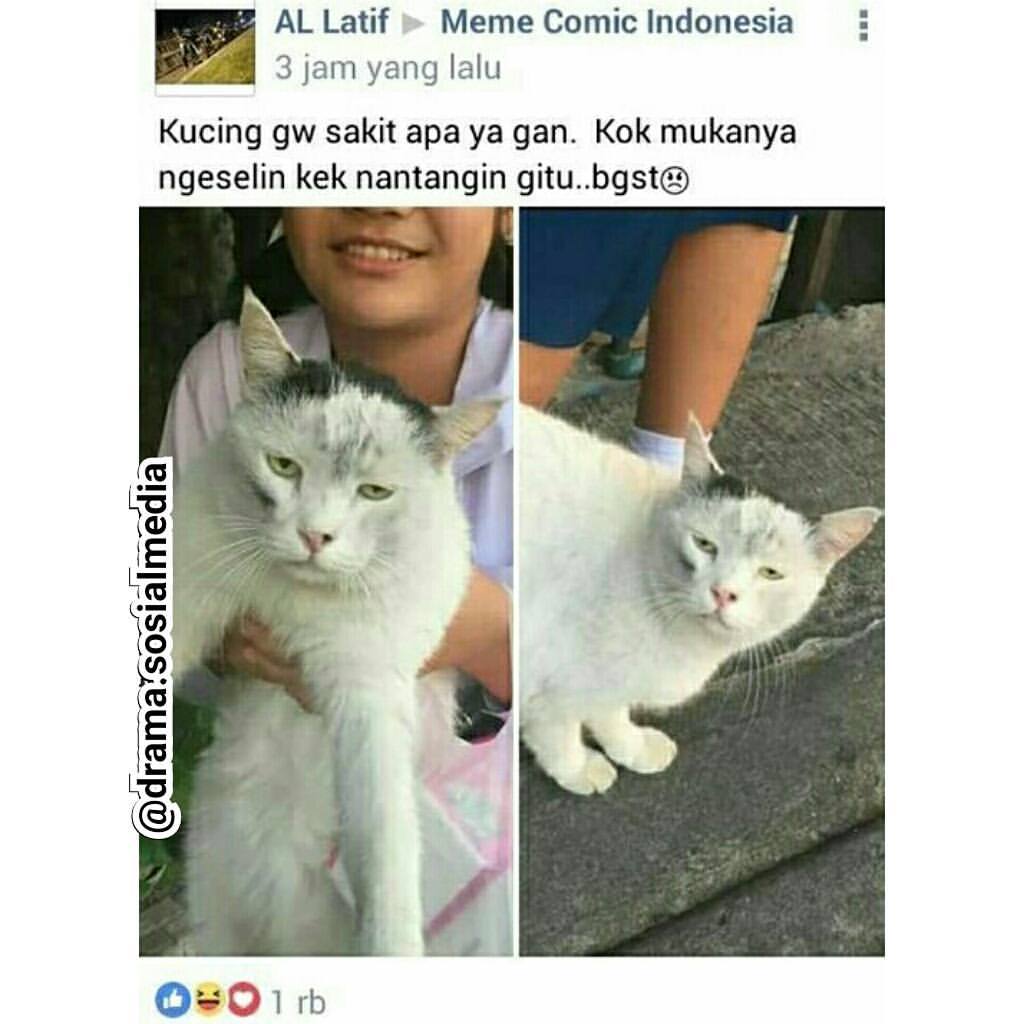 AL Latif ▶ Meme Comic Indonesia
3 jam yang lalu
Kucing gw sakit apa ya gan. Kok mukanya
ngeselin kek nantangin gitu..bgst😠
@drama.sosialmedia
1 rb